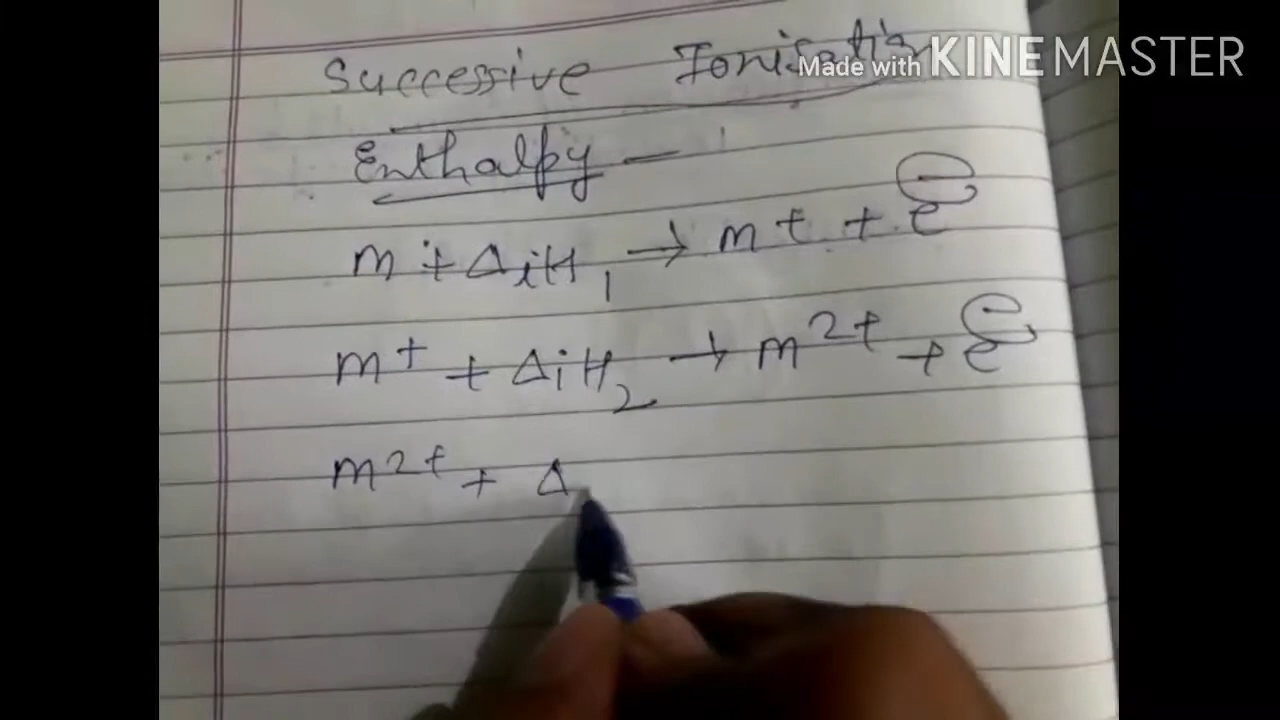 Successive Ionisation
Made with KINEMASTER
Enthalpy —
m + ΔiH₁ → m⁺ + e
m⁺ + ΔiH₂ → m²⁺ + e
m²⁺ + Δ